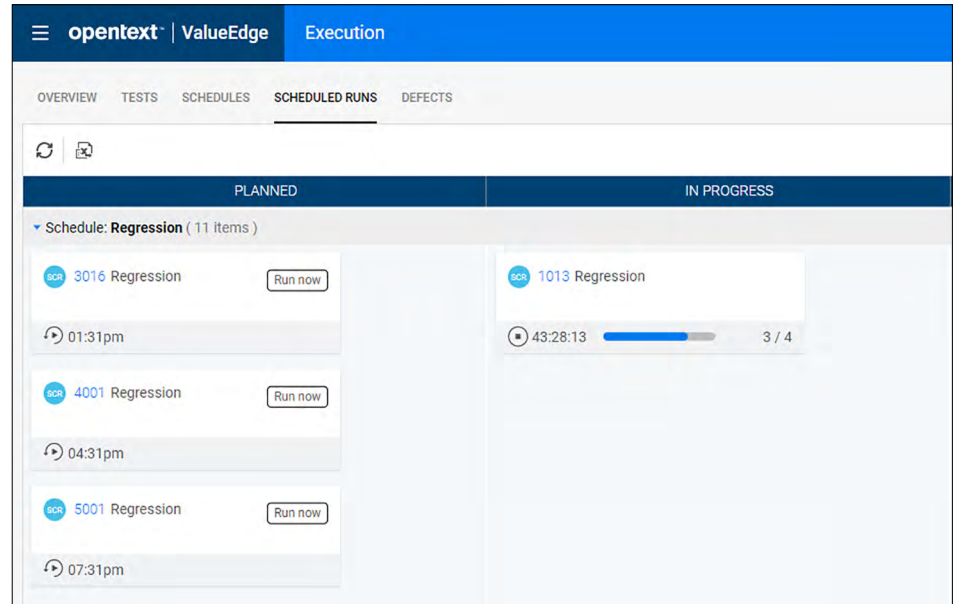 opentext™ | ValueEdge Execution
OVERVIEW TESTS SCHEDULES SCHEDULED RUNS DEFECTS
PLANNED IN PROGRESS
Schedule: Regression ( 11 items )
SCR 3016 Regression Run now
01:31pm
SCR 4001 Regression Run now
04:31pm
SCR 5001 Regression Run now
07:31pm
SCR 1013 Regression
43:28:13 3 / 4